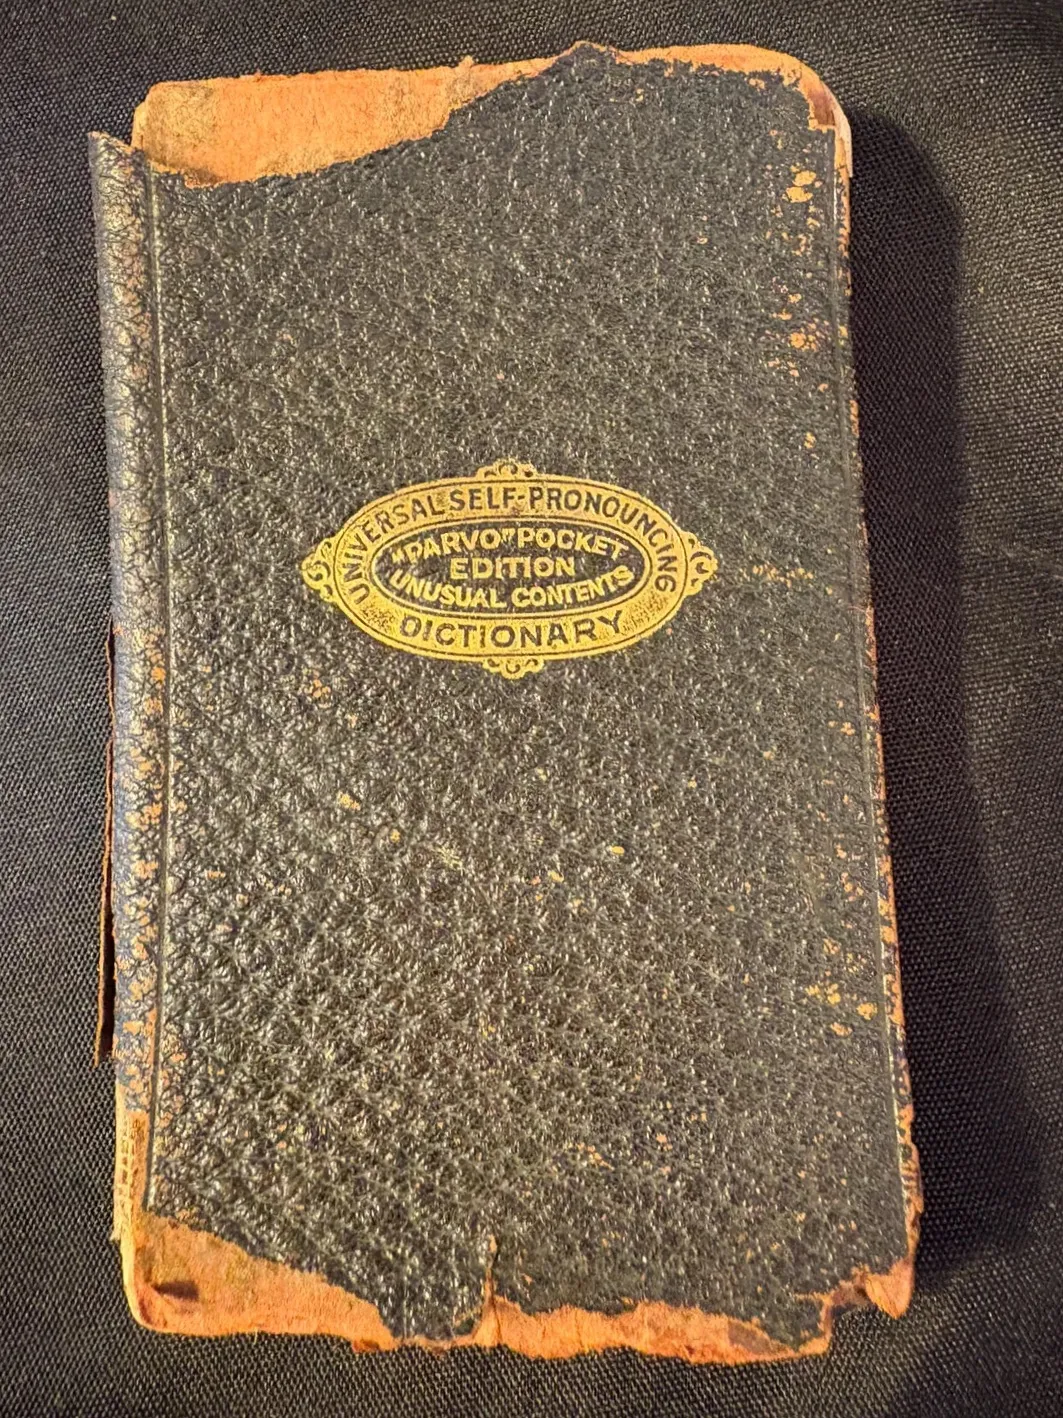 UNIVERSAL SELF-PRONOUNCING
"PARVO" POCKET
EDITION
UNUSUAL CONTENTS
DICTIONARY